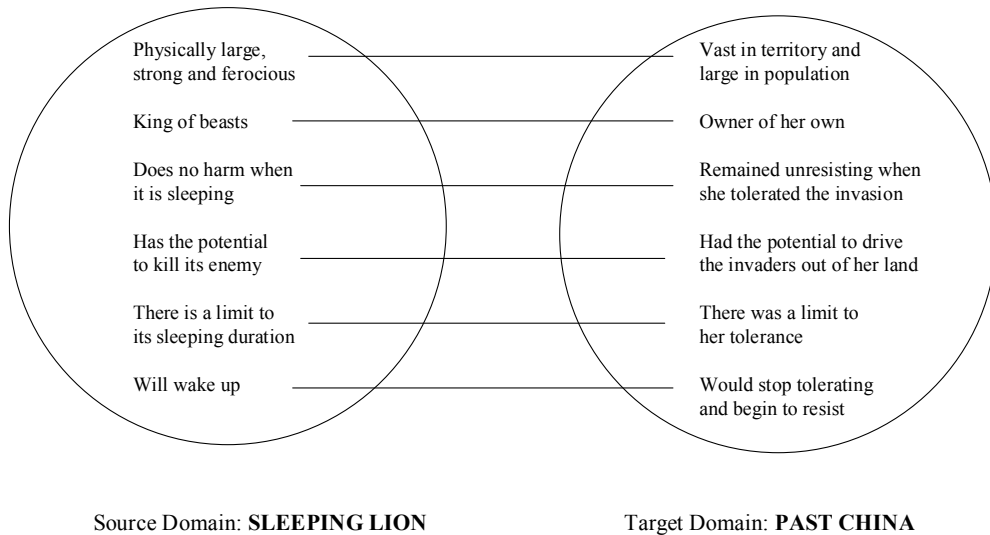 Physically large,
strong and ferocious
Vast in territory and
large in population
King of beasts
Owner of her own
Does no harm when
it is sleeping
Remained unresisting when
she tolerated the invasion
Has the potential
to kill its enemy
Had the potential to drive
the invaders out of her land
There is a limit to
its sleeping duration
There was a limit to
her tolerance
Will wake up
Would stop tolerating
and begin to resist
Source Domain: SLEEPING LION
Target Domain: PAST CHINA